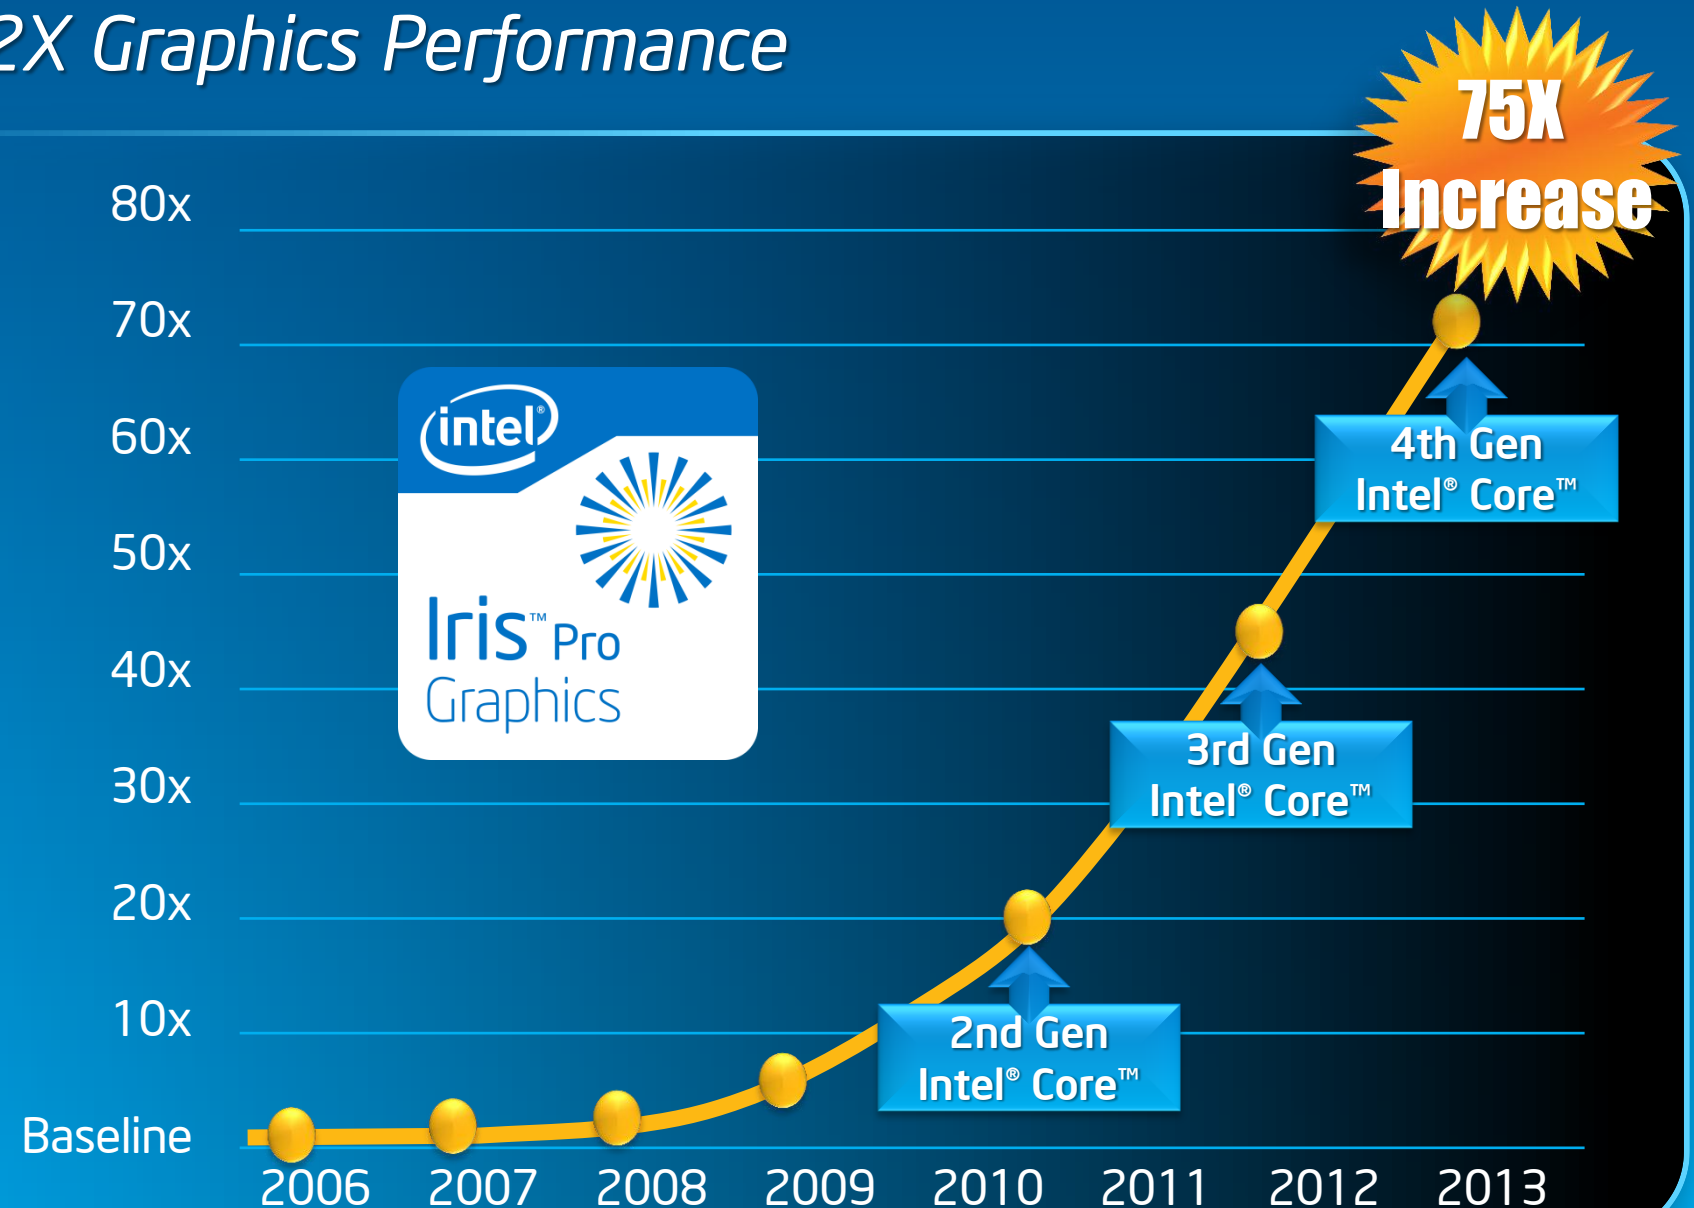 2X Graphics Performance
75X
Increase
80x
70x
60x
50x
40x
30x
20x
10x
Baseline
intel®
Iris™ Pro
Graphics
4th Gen
Intel® Core™
3rd Gen
Intel® Core™
2nd Gen
Intel® Core™
2006 2007 2008 2009 2010 2011 2012 2013